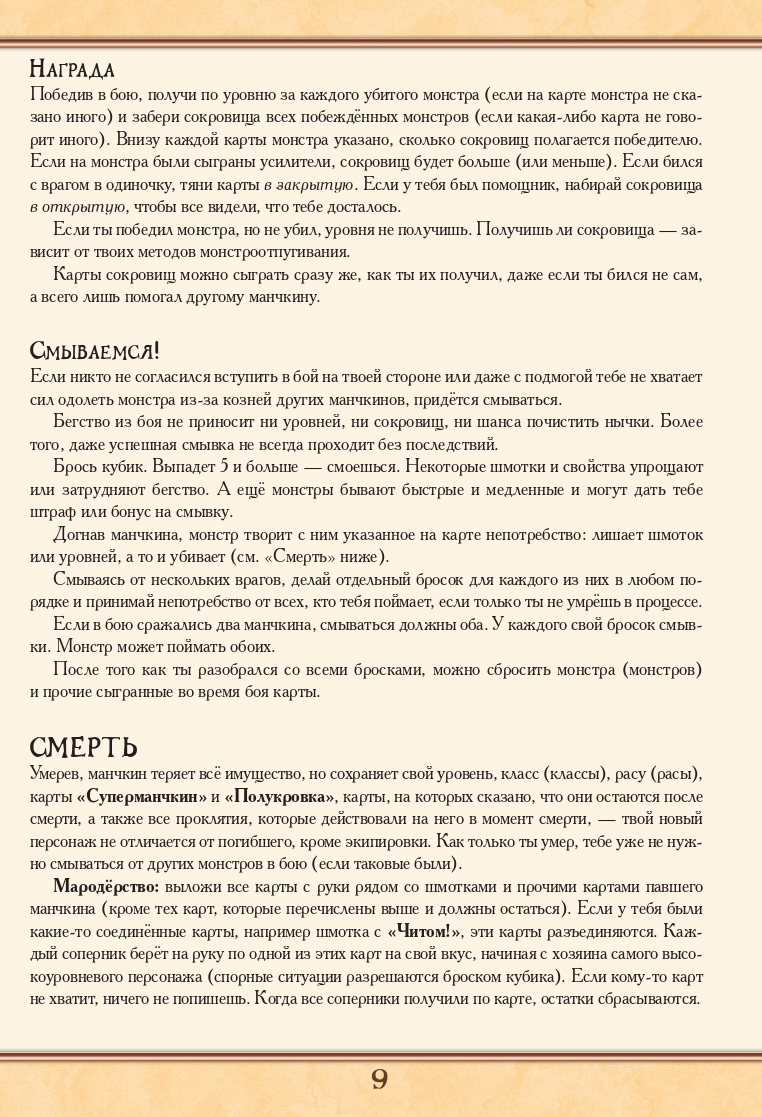 Награда
Победив в бою, получи по уровню за каждого убитого монстра (если на карте монстра не ска-
зано иного) и забери сокровища всех побеждённых монстров (если какая-либо карта не гово-
рит иного). Внизу каждой карты монстра указано, сколько сокровищ полагается победителю.
Если на монстра были сыграны усилители, сокровищ будет больше (или меньше). Если бился
с врагом в одиночку, тяни карты в закрытую. Если у тебя был помощник, набирай сокровища
в открытую, чтобы все видели, что тебе досталось.
Если ты победил монстра, но не убил, уровня не получишь. Получишь ли сокровища — за-
висит от твоих методов монстроотпугивания.
Карты сокровищ можно сыграть сразу же, как ты их получил, даже если ты бился не сам,
а всего лишь помогал другому манчкину.
Смываемся!
Если никто не согласился вступить в бой на твоей стороне или даже с подмогой тебе не хватает
сил одолеть монстра из-за козней других манчкинов, придётся смываться.
Бегство из боя не приносит ни уровней, ни сокровищ, ни шанса почистить нычки. Более
того, даже успешная смывка не всегда проходит без последствий.
Брось кубик. Выпадет 5 и больше — смоешься. Некоторые шмотки и свойства упрощают
или затрудняют бегство. А ещё монстры бывают быстрые и медленные и могут дать тебе
штраф или бонус на смывку.
Догнав манчкина, монстр творит с ним указанное на карте непотребство: лишает шмоток
или уровней, а то и убивает (см. «Смерть» ниже).
Смываясь от нескольких врагов, делай отдельный бросок для каждого из них в любом по-
рядке и принимай непотребство от всех, кто тебя поймает, если только ты не умрёшь в процессе.
Если в бою сражались два манчкина, смываться должны оба. У каждого свой бросок смыв-
ки. Монстр может поймать обоих.
После того как ты разобрался со всеми бросками, можно сбросить монстра (монстров)
и прочие сыгранные во время боя карты.
СМЕРТЬ
Умерев, манчкин теряет всё имущество, но сохраняет свой уровень, класс (классы), расу (расы),
карты «Суперманчкин» и «Полукровка», карты, на которых сказано, что они остаются после
смерти, а также все проклятия, которые действовали на него в момент смерти, — твой новый
персонаж не отличается от погибшего, кроме экипировки. Как только ты умер, тебе уже не нуж-
но смываться от других монстров в бою (если таковые были).
Мародёрство: выложи все карты с руки рядом со шмотками и прочими картами павшего
манчкина (кроме тех карт, которые перечислены выше и должны остаться). Если у тебя были
какие-то соединённые карты, например шмотка с «Читом!», эти карты разъединяются. Каж-
дый соперник берёт на руку по одной из этих карт на свой вкус, начиная с хозяина самого высо-
коуровневого персонажа (спорные ситуации разрешаются броском кубика). Если кому-то карт
не хватит, ничего не попишешь. Когда все соперники получили по карте, остатки сбрасываются.
9